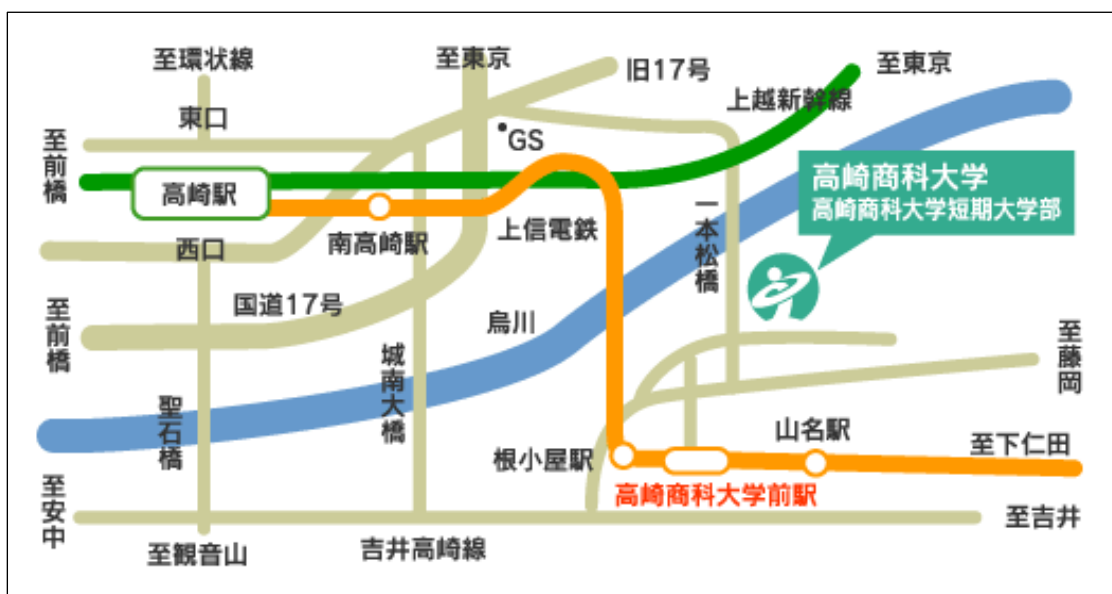 至環状線
至東京
旧17号
至東京
上越新幹線
東口
GS
至前橋
高崎駅
高崎商科大学
高崎商科大学短期大学部
南高崎駅
上信電鉄
一本松橋
西口
国道17号
至前橋
烏川
城南大橋
至藤岡
聖石橋
根小屋駅
山名駅
至下仁田
高崎商科大学前駅
至安中
至観音山
吉井高崎線
至吉井